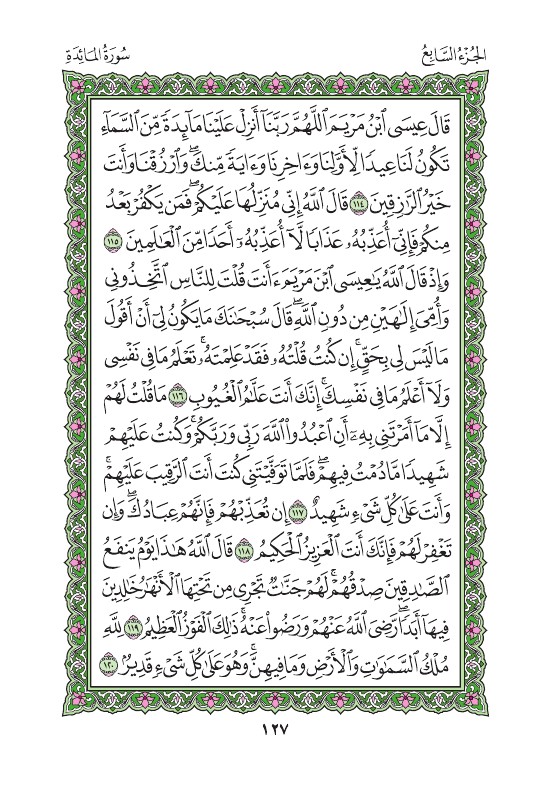 الجُزْءُ السَّابِعُ سُورَةُ المَائِدَةِ
قَالَ عِيسَى ٱبْنُ مَرْيَمَ ٱللَّهُمَّ رَبَّنَآ أَنزِلْ عَلَيْنَا مَآئِدَةً مِّنَ ٱلسَّمَآءِ
تَكُونُ لَنَا عِيدًا لِّأَوَّلِنَا وَءَاخِرِنَا وَءَايَةً مِّنكَۖ وَٱرْزُقْنَا وَأَنتَ
خَيْرُ ٱلرَّٰزِقِينَ ١١٤ قَالَ ٱللَّهُ إِنِّى مُنَزِّلُهَا عَلَيْكُمْۖ فَمَن يَكْفُرْ بَعْدُ
مِنكُمْ فَإِنِّىٓ أُعَذِّبُهُۥ عَذَابًا لَّآ أُعَذِّبُهُۥٓ أَحَدًا مِّنَ ٱلْعَٰلَمِينَ ١١٥
وَإِذْ قَالَ ٱللَّهُ يَٰعِيسَى ٱبْنَ مَرْيَمَ ءَأَنتَ قُلْتَ لِلنَّاسِ ٱتَّخِذُونِى
وَأُمِّىَ إِلَٰهَيْنِ مِن دُونِ ٱللَّهِۖ قَالَ سُبْحَٰنَكَ مَا يَكُونُ لِىٓ أَنْ أَقُولَ
مَا لَيْسَ لِى بِحَقٍّۚ إِن كُنتُ قُلْتُهُۥ فَقَدْ عَلِمْتَهُۥۚ تَعْلَمُ مَا فِى نَفْسِى
وَلَآ أَعْلَمُ مَا فِى نَفْسِكَۚ إِنَّكَ أَنتَ عَلَّٰمُ ٱلْغُيُوبِ ١١٦ مَا قُلْتُ لَهُمْ
إِلَّا مَآ أَمَرْتَنِى بِهِۦٓ أَنِ ٱعْبُدُوا۟ ٱللَّهَ رَبِّى وَرَبَّكُمْۚ وَكُنتُ عَلَيْهِمْ
شَهِيدًا مَّا دُمْتُ فِيهِمْۖ فَلَمَّا تَوَفَّيْتَنِى كُنتَ أَنتَ ٱلرَّقِيبَ عَلَيْهِمْۚ
وَأَنتَ عَلَىٰ كُلِّ شَىْءٍ شَهِيدٌ ١١٧ إِن تُعَذِّبْهُمْ فَإِنَّهُمْ عِبَادُكَۖ وَإِن
تَغْفِرْ لَهُمْ فَإِنَّكَ أَنتَ ٱلْعَزِيزُ ٱلْحَكِيمُ ١١٨ قَالَ ٱللَّهُ هَٰذَا يَوْمُ يَنفَعُ
ٱلصَّٰدِقِينَ صِدْقُهُمْۚ لَهُمْ جَنَّٰتٌ تَجْرِى مِن تَحْتِهَا ٱلْأَنْهَٰرُ خَٰلِدِينَ
فِيهَآ أَبَدًاۚ رَّضِىَ ٱللَّهُ عَنْهُمْ وَرَضُوا۟ عَنْهُۚ ذَٰلِكَ ٱلْفَوْزُ ٱلْعَظِيمُ ١١٩ لِلَّهِ
مُلْكُ ٱلسَّمَٰوَٰتِ وَٱلْأَرْضِ وَمَا فِيهِنَّۚ وَهُوَ عَلَىٰ كُلِّ شَىْءٍ قَدِيرٌۢ ١٢٠
١٢٧